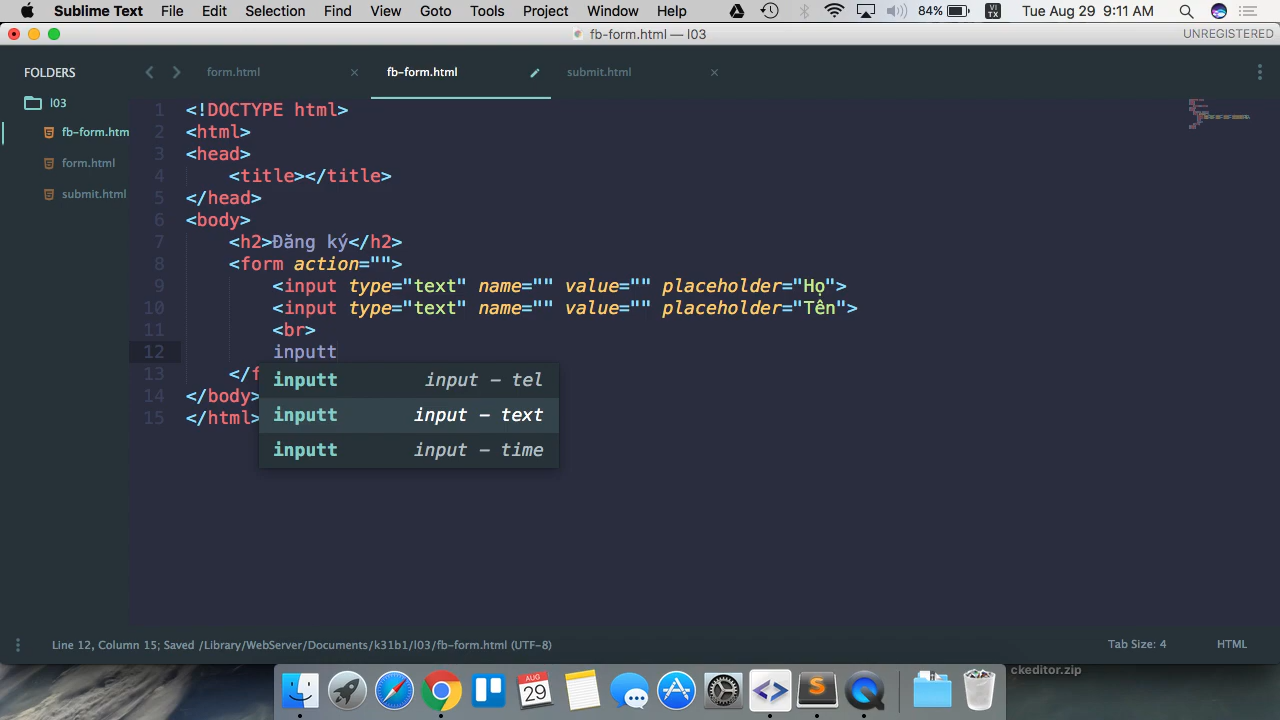 Sublime Text File Edit Selection Find View Goto Tools Project Window Help 84% VI TX Tue Aug 29 9:11 AM
fb-form.html — l03 UNREGISTERED
FOLDERS
l03
fb-form.htm
form.html
submit.html
form.html fb-form.html submit.html
1 <!DOCTYPE html>
2 <html>
3 <head>
4 <title></title>
5 </head>
6 <body>
7 <h2>Đăng ký</h2>
8 <form action="">
9 <input type="text" name="" value="" placeholder="Họ">
10 <input type="text" name="" value="" placeholder="Tên">
11 <br>
12 inputt
13 </f
14 </body>
15 </html>
inputt input – tel
inputt input – text
inputt input – time
Line 12, Column 15; Saved /Library/WebServer/Documents/k31b1/l03/fb-form.html (UTF-8) Tab Size: 4 HTML
ckeditor.zip
AUG
29